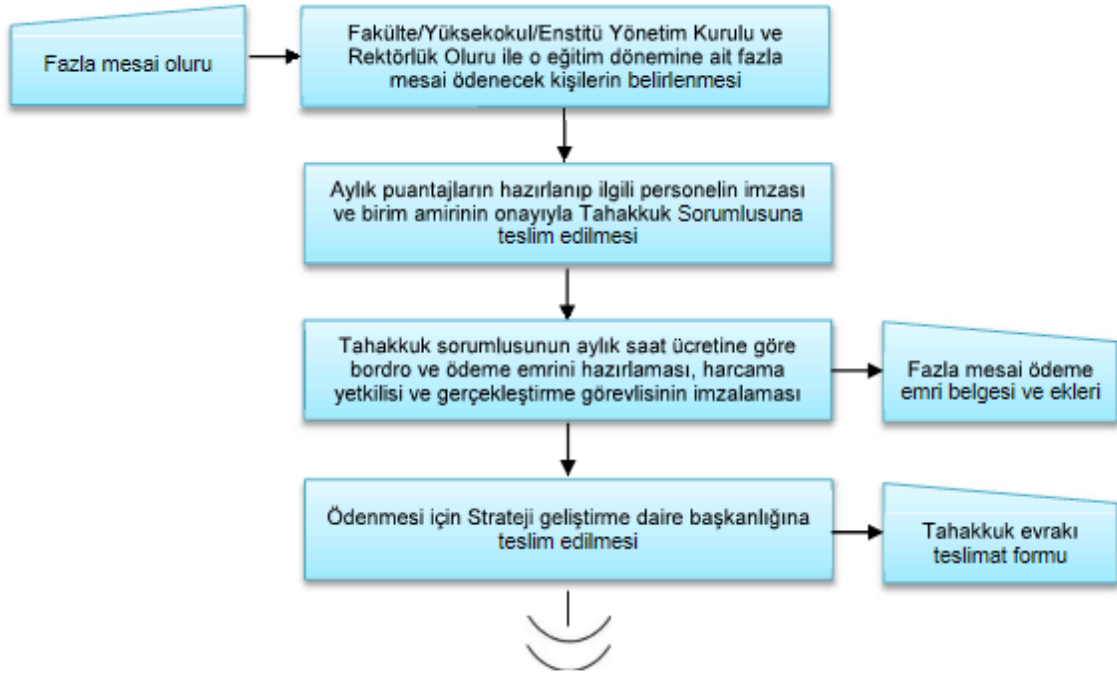 Fazla mesai oluru
Fakülte/Yüksekokul/Enstitü Yönetim Kurulu ve
Rektörlük Oluru ile o eğitim dönemine ait fazla
mesai ödenecek kişilerin belirlenmesi
Aylık puantajların hazırlanıp ilgili personelin imzası
ve birim amirinin onayıyla Tahakkuk Sorumlusuna
teslim edilmesi
Tahakkuk sorumlusunun aylık saat ücretine göre
bordro ve ödeme emrini hazırlaması, harcama
yetkilisi ve gerçekleştirme görevlisinin imzalaması
Fazla mesai ödeme
emri belgesi ve ekleri
Ödenmesi için Strateji geliştirme daire başkanlığına
teslim edilmesi
Tahakkuk evrakı
teslimat formu